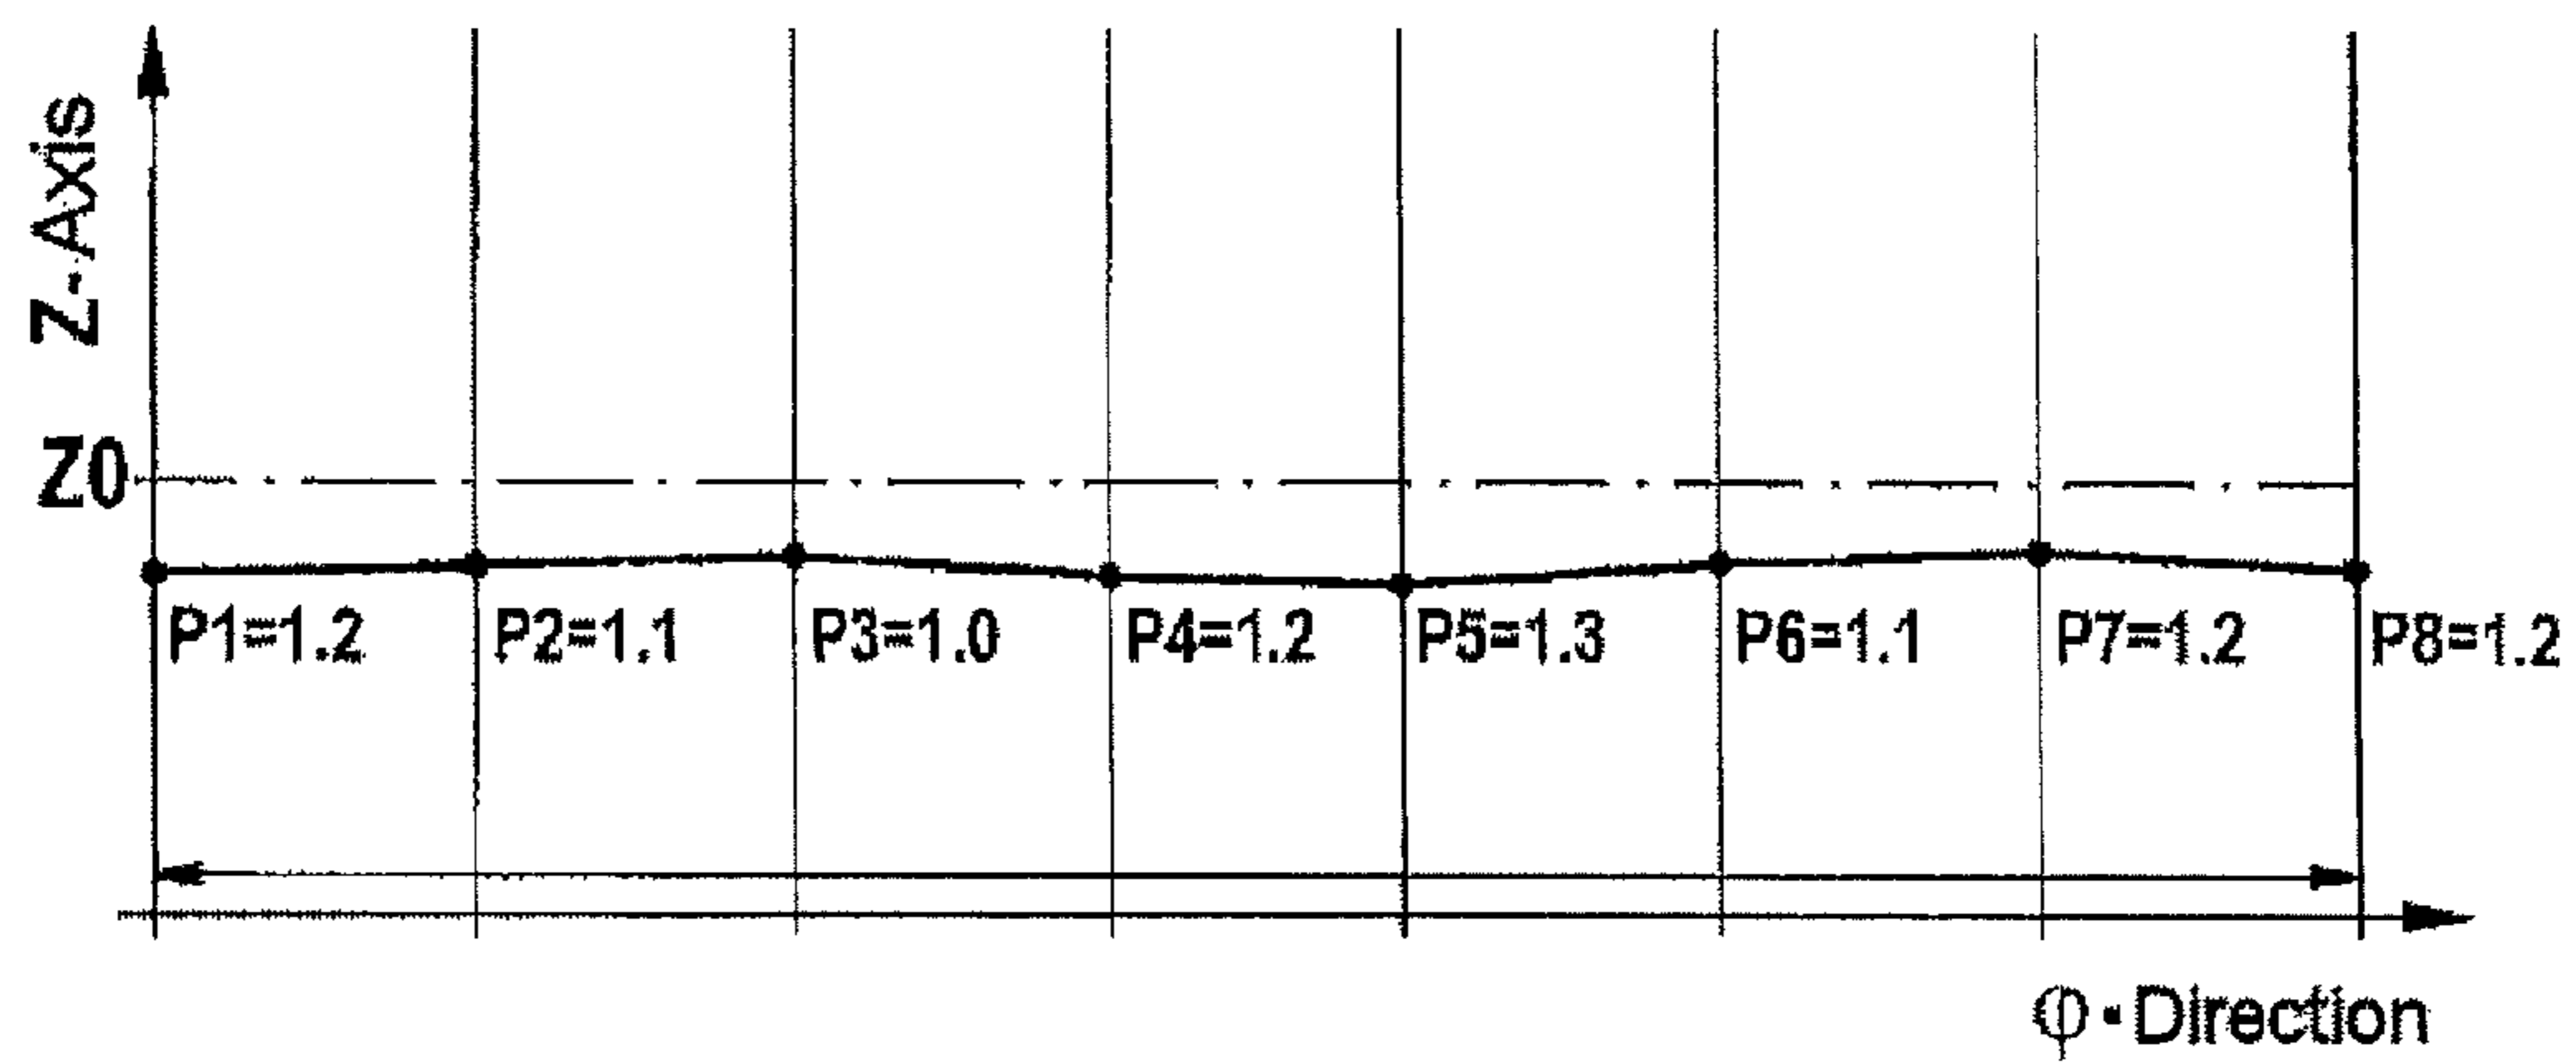 Z-Axis
Z0
P1=1.2 P2=1.1 P3=1.0 P4=1.2 P5=1.3 P6=1.1 P7=1.2 P8=1.2
φ-Direction